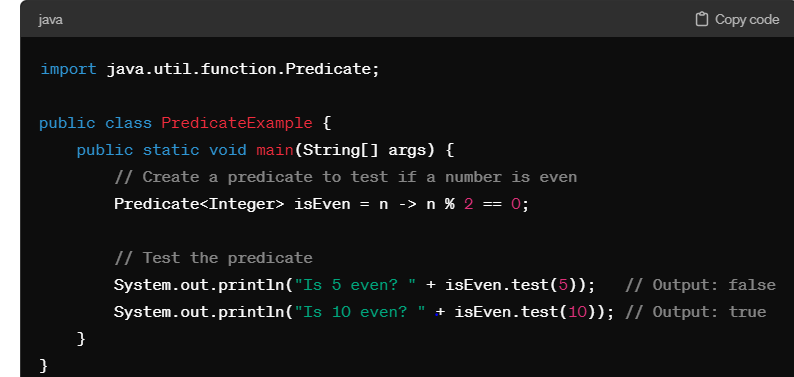 java
Copy code
import java.util.function.Predicate;
public class PredicateExample {
    public static void main(String[] args) {
        // Create a predicate to test if a number is even
        Predicate<Integer> isEven = n -> n % 2 == 0;
        // Test the predicate
        System.out.println("Is 5 even? " + isEven.test(5));   // Output: false
        System.out.println("Is 10 even? " + isEven.test(10)); // Output: true
    }
}